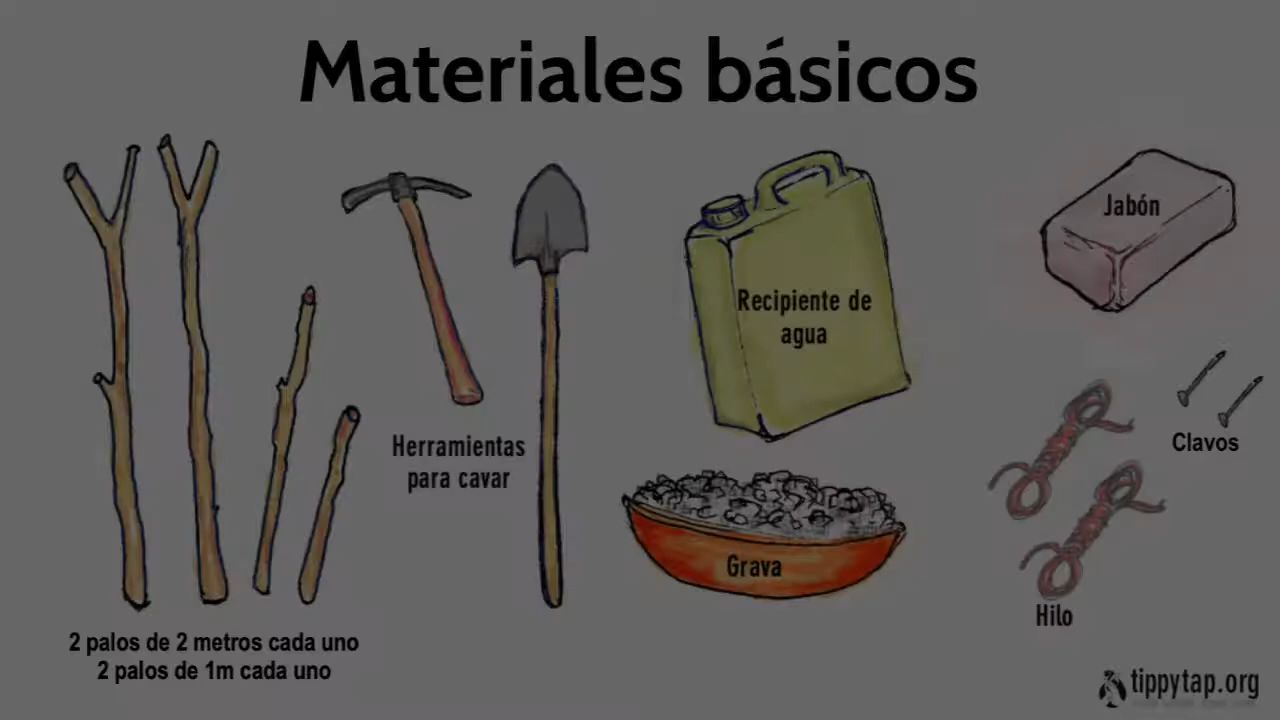 Materiales básicos
Jabón
Recipiente de
agua
Clavos
Herramientas
para cavar
Grava
Hilo
2 palos de 2 metros cada uno
2 palos de 1m cada uno
tippytap.org